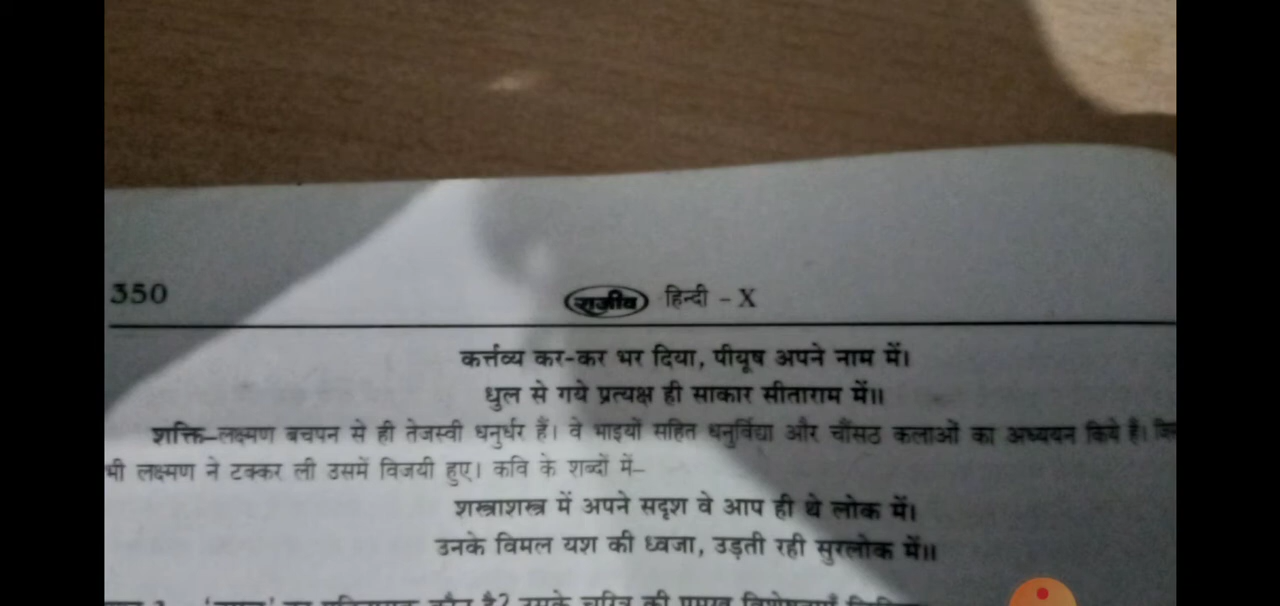 350
राजीव हिन्दी – X
कर्त्तव्य कर-कर भर दिया, पीयूष अपने नाम में।
धुल से गये प्रत्यक्ष ही साकार सीताराम में॥
शक्ति–लक्ष्मण बचपन से ही तेजस्वी धनुर्धर हैं। वे भाइयों सहित धनुर्विद्या और चौंसठ कलाओं का अध्ययन किये हैं।
भी लक्ष्मण ने टक्कर ली उसमें विजयी हुए। कवि के शब्दों में–
शस्त्राशस्त्र में अपने सदृश वे आप ही थे लोक में।
उनके विमल यश की ध्वजा, उड़ती रही सुरलोक में॥